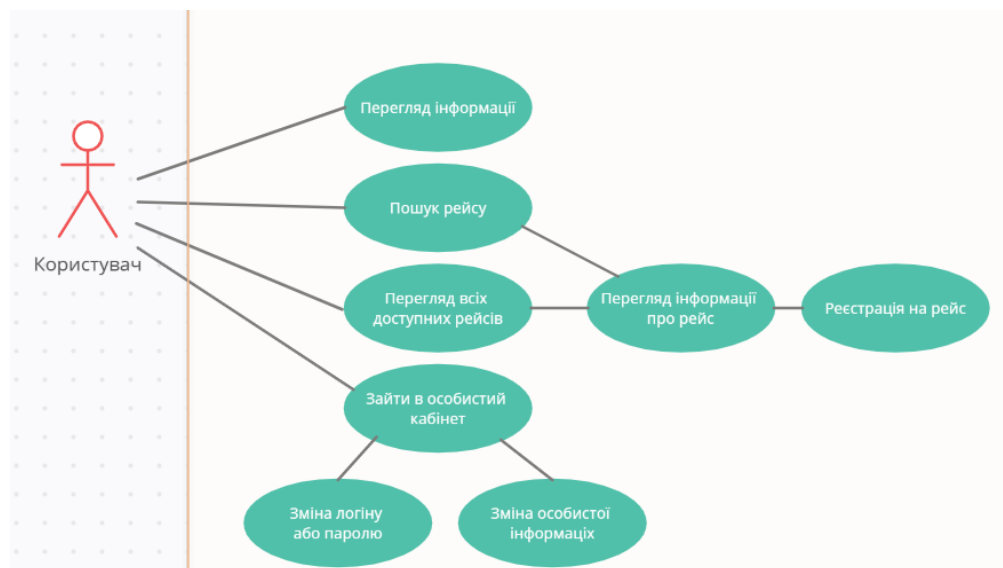 Перегляд інформації
Пошук рейсу
Користувач
Перегляд всіх
доступних рейсів
Перегляд інформації
про рейс
Реєстрація на рейс
Зайти в особистий
кабінет
Зміна логіну
або паролю
Зміна особистої
інформаціх